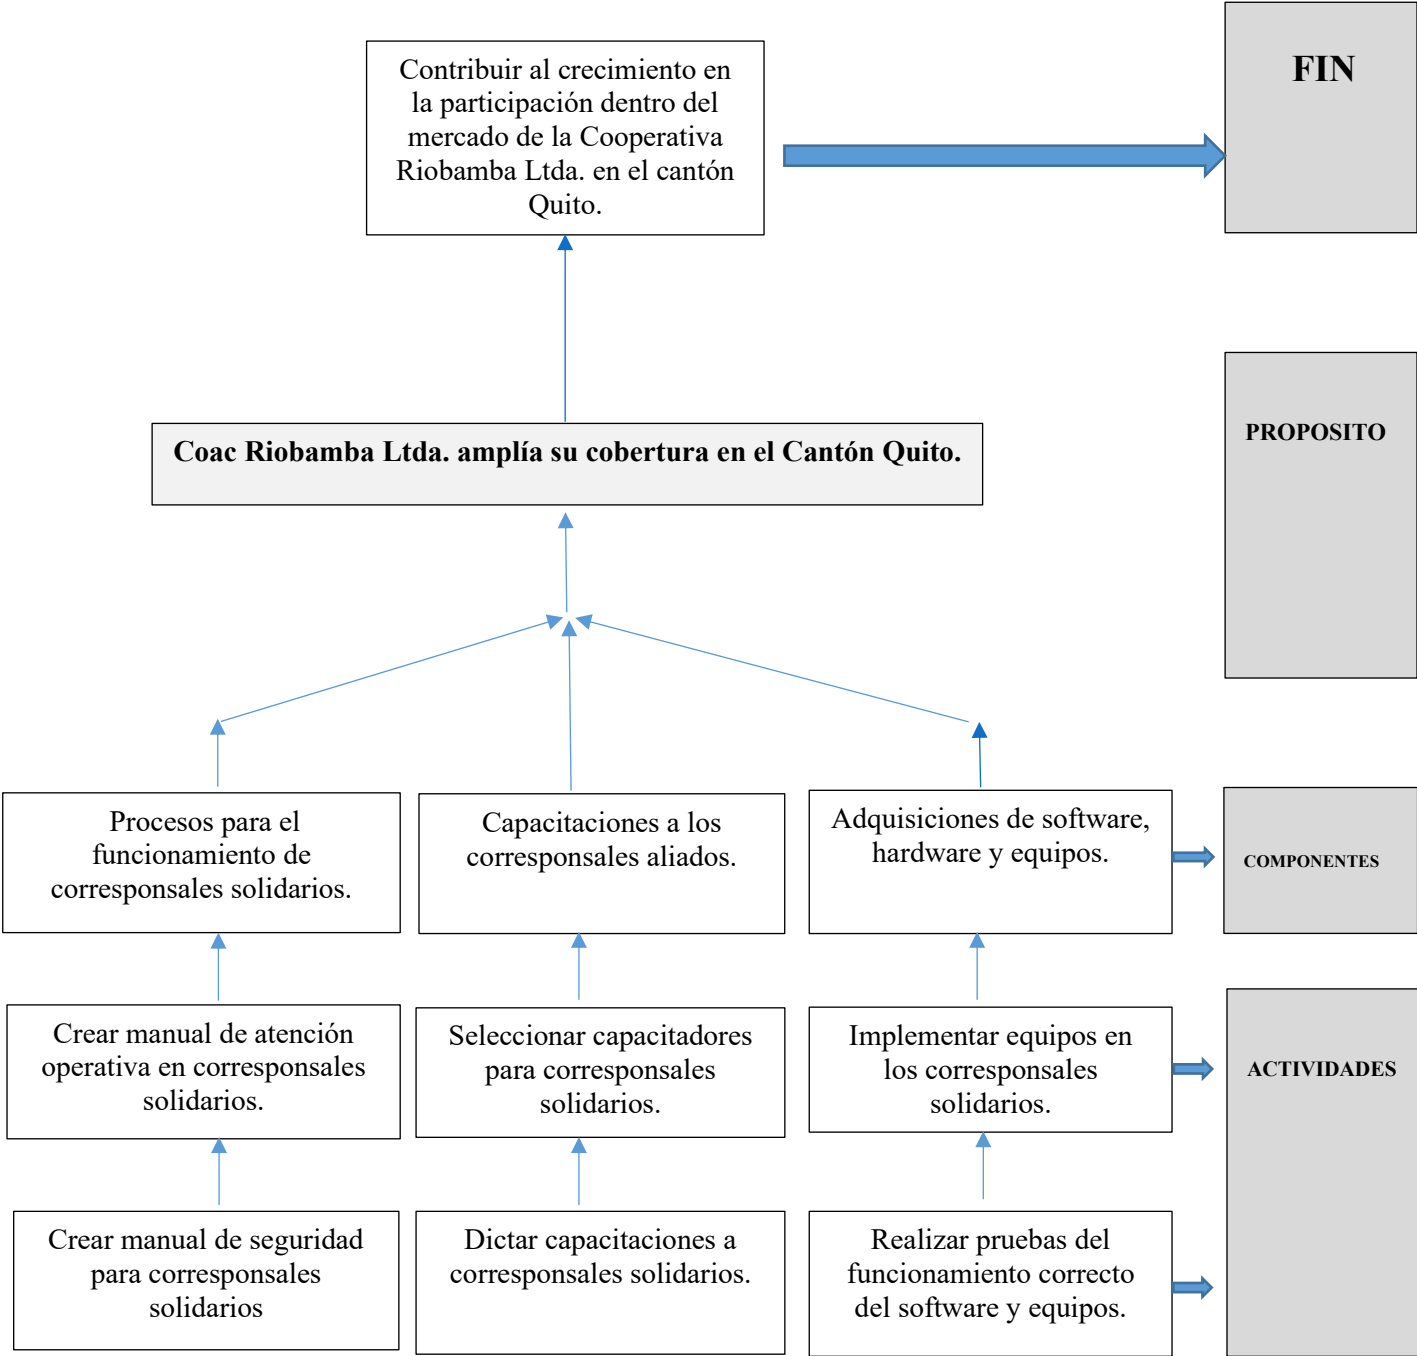 FIN
Contribuir al crecimiento en
la participación dentro del
mercado de la Cooperativa
Riobamba Ltda. en el cantón
Quito.
PROPOSITO
Coac Riobamba Ltda. amplía su cobertura en el Cantón Quito.
Procesos para el
funcionamiento de
corresponsales solidarios.
Capacitaciones a los
corresponsales aliados.
Adquisiciones de software,
hardware y equipos.
COMPONENTES
Crear manual de atención
operativa en corresponsales
solidarios.
Seleccionar capacitadores
para corresponsales
solidarios.
Implementar equipos en
los corresponsales
solidarios.
ACTIVIDADES
Crear manual de seguridad
para corresponsales
solidarios
Dictar capacitaciones a
corresponsales solidarios.
Realizar pruebas del
funcionamiento correcto
del software y equipos.